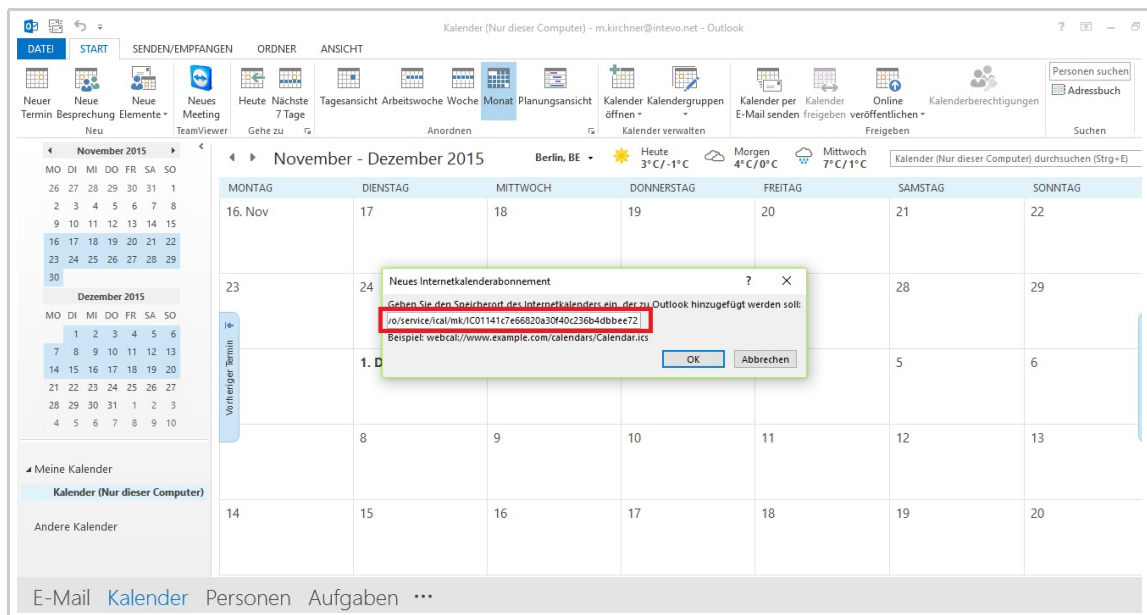 Kalender (Nur dieser Computer) - m.kirchner@intevo.net - Outlook
DATEI START SENDEN/EMPFANGEN ORDNER ANSICHT
Neuer Termin
Neue Besprechung
Neue Elemente
Neues Meeting
Heute
Nächste 7 Tage
Tagesansicht
Arbeitswoche
Woche
Monat
Planungsansicht
Kalender öffnen
Kalendergruppen
Kalender per E-Mail senden
Kalender freigeben
Online veröffentlichen
Kalenderberechtigungen
Personen suchen
Adressbuch
Neu TeamViewer Gehe zu Anordnen Kalender verwalten Freigeben Suchen
November 2015
MO DI MI DO FR SA SO
26 27 28 29 30 31 1
2 3 4 5 6 7 8
9 10 11 12 13 14 15
16 17 18 19 20 21 22
23 24 25 26 27 28 29
30
Dezember 2015
MO DI MI DO FR SA SO
1 2 3 4 5 6
7 8 9 10 11 12 13
14 15 16 17 18 19 20
21 22 23 24 25 26 27
28 29 30 31 1 2 3
4 5 6 7 8 9 10
Meine Kalender
Kalender (Nur dieser Computer)
Andere Kalender
November - Dezember 2015
Berlin, BE
Heute
3°C/-1°C
Morgen
4°C/0°C
Mittwoch
7°C/1°C
Kalender (Nur dieser Computer) durchsuchen (Strg+E)
MONTAG DIENSTAG MITTWOCH DONNERSTAG FREITAG SAMSTAG SONNTAG
16. Nov 17 18 19 20 21 22
23 24 28 29
Vorheriger Termin
1. D 5 6
8 9 10 11 12 13
14 15 16 17 18 19 20
Neues Internetkalenderabonnement
Geben Sie den Speicherort des Internetkalenders ein, der zu Outlook hinzugefügt werden soll:
/o/service/ical/mk/IC01141c7e66820a30f40c236b4dbbee72
Beispiel: webcal://www.example.com/calendars/Calendar.ics
OK Abbrechen
E-Mail Kalender Personen Aufgaben